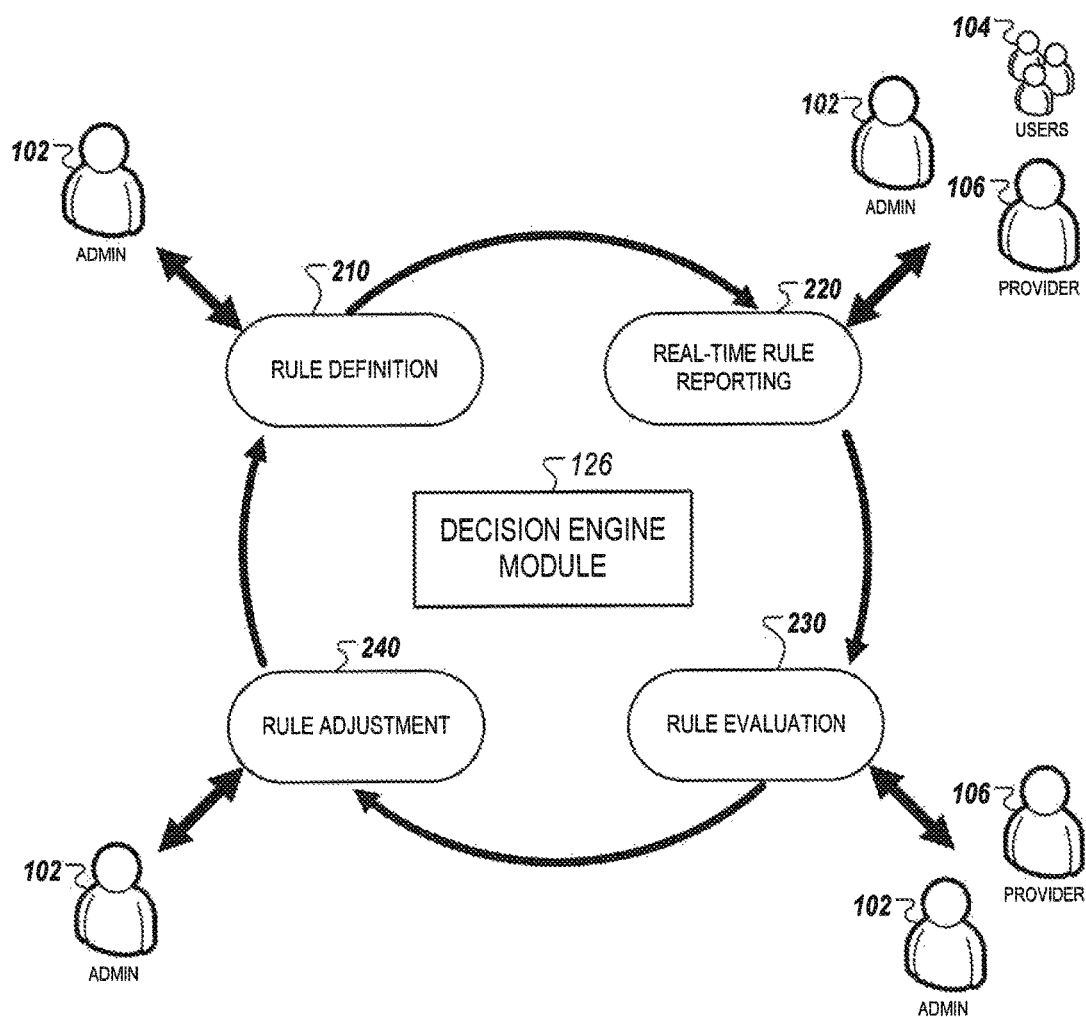 104
102
USERS
102
106
ADMIN
ADMIN
PROVIDER
210
220
RULE DEFINITION
REAL-TIME RULE
REPORTING
126
DECISION ENGINE
MODULE
240
230
RULE ADJUSTMENT
RULE EVALUATION
106
102
PROVIDER
102
ADMIN
ADMIN